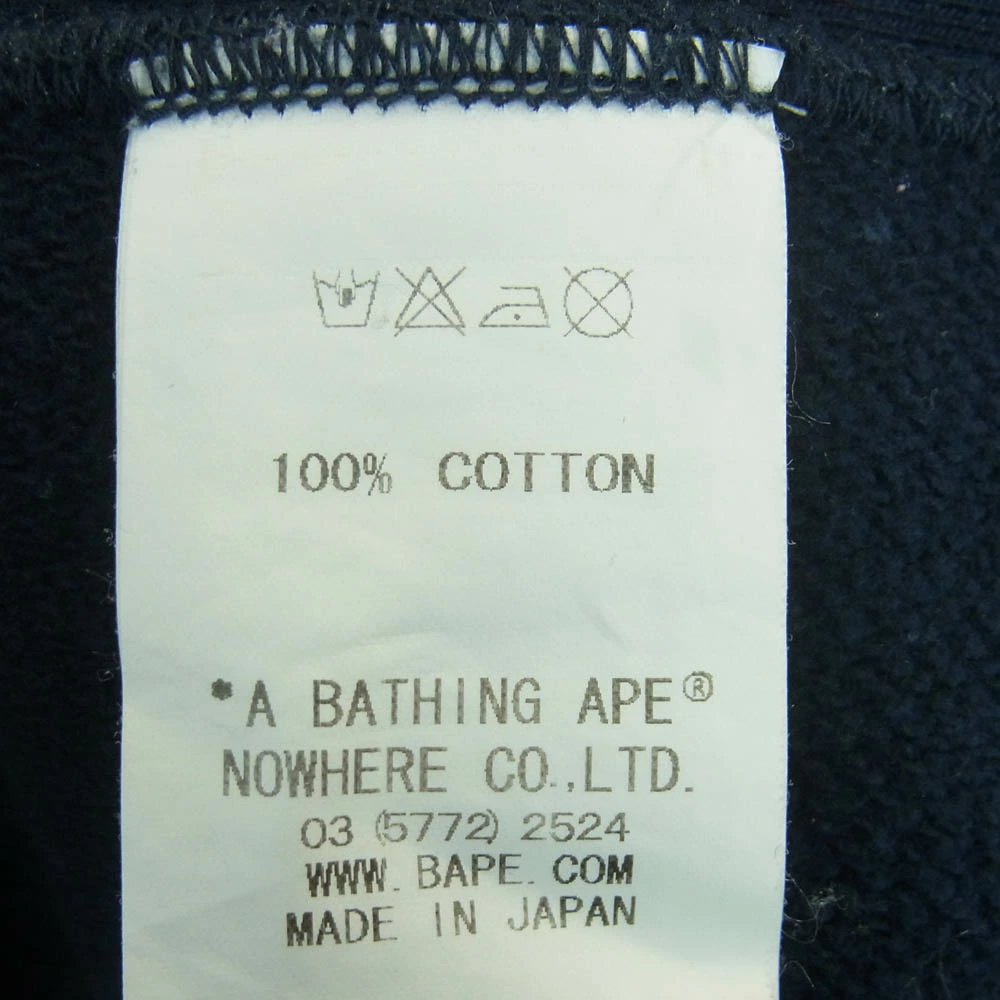 100% COTTON
*A BATHING APE®
NOWHERE CO.,LTD.
03 (5772) 2524
WWW. BAPE. COM
MADE IN JAPAN